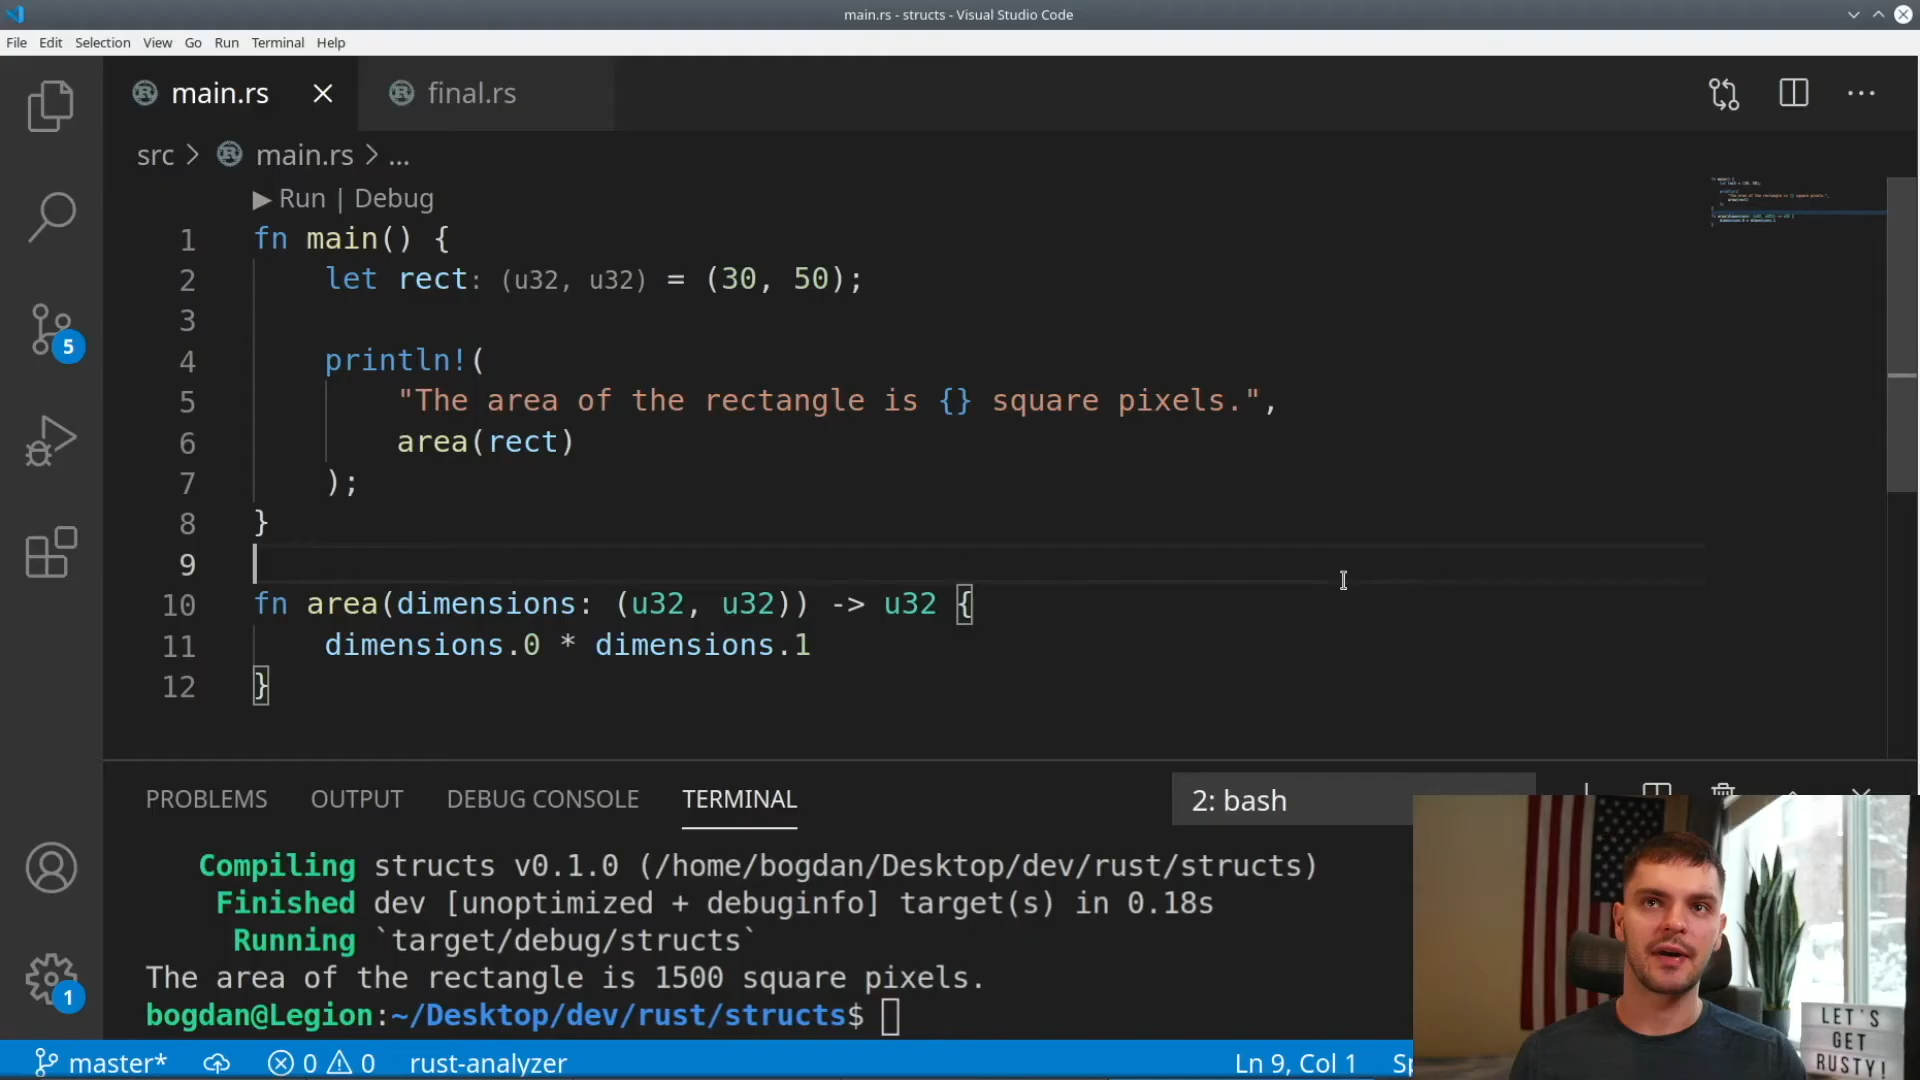 main.rs - structs - Visual Studio Code
File Edit Selection View Go Run Terminal Help
main.rs final.rs
src > main.rs > ...
Run | Debug
1 fn main() {
2 let rect: (u32, u32) = (30, 50);
3
4 println!(
5 "The area of the rectangle is {} square pixels.",
6 area(rect)
7 );
8 }
9
10 fn area(dimensions: (u32, u32)) -> u32 {
11 dimensions.0 * dimensions.1
12 }
5
PROBLEMS OUTPUT DEBUG CONSOLE TERMINAL 2: bash
Compiling structs v0.1.0 (/home/bogdan/Desktop/dev/rust/structs)
Finished dev [unoptimized + debuginfo] target(s) in 0.18s
Running `target/debug/structs`
The area of the rectangle is 1500 square pixels.
bogdan@Legion:~/Desktop/dev/rust/structs$
1
master* 0 0 rust-analyzer Ln 9, Col 1
LET'S
GET
RUSTY!